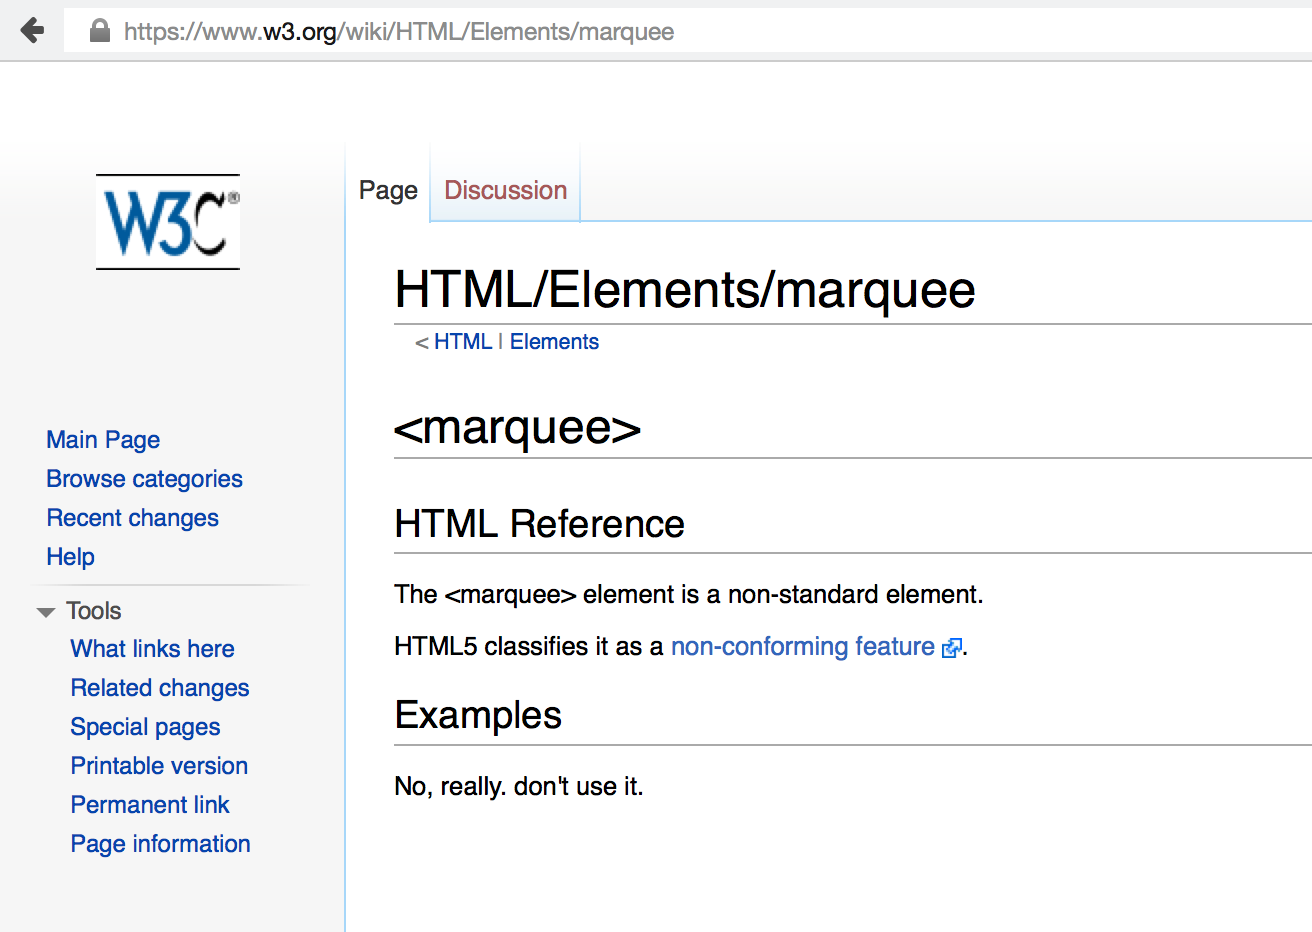 https://www.w3.org/wiki/HTML/Elements/marquee
W3C®
Page Discussion
HTML/Elements/marquee
< HTML | Elements
<marquee>
Main Page
Browse categories
Recent changes
Help
Tools
What links here
Related changes
Special pages
Printable version
Permanent link
Page information
HTML Reference
The <marquee> element is a non-standard element.
HTML5 classifies it as a non-conforming feature.
Examples
No, really. don't use it.